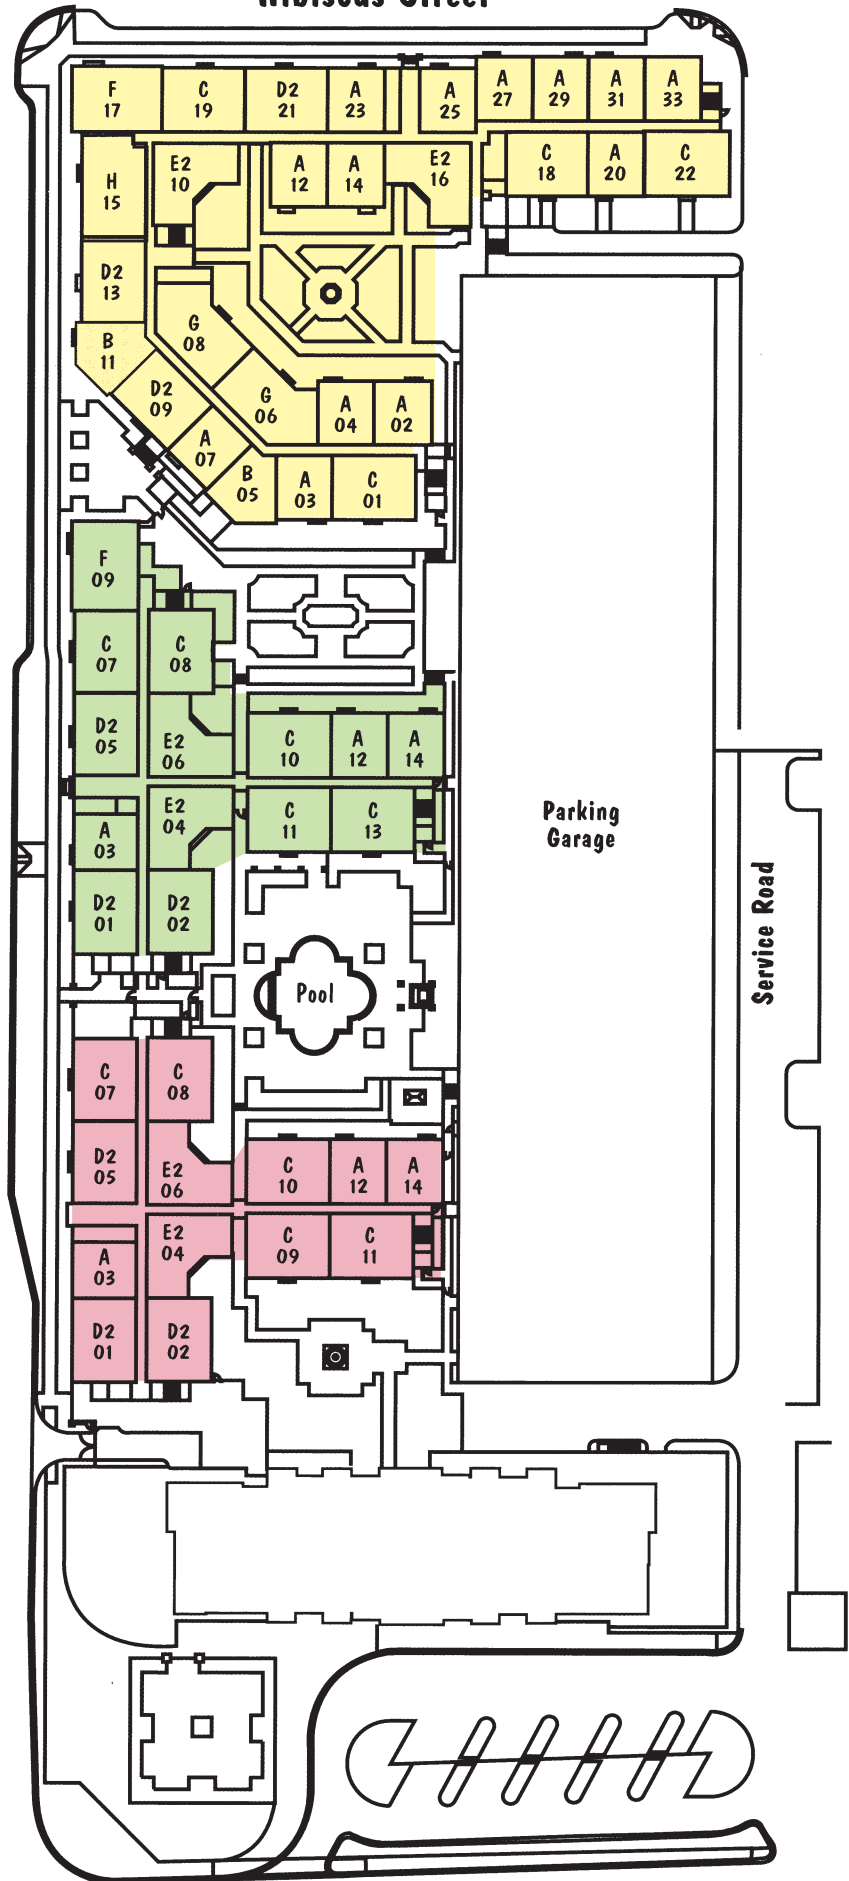 Hibiscus Street
F
17
C
19
D2
21
A
23
A
25
A
27
A
29
A
31
A
33
H
15
E2
10
A
12
A
14
E2
16
C
18
A
20
C
22
D2
13
B
11
G
08
D2
09
G
06
A
04
A
02
A
07
B
05
A
03
C
01
F
09
C
07
C
08
D2
05
E2
06
C
10
A
12
A
14
A
03
E2
04
C
11
C
13
D2
01
D2
02
Parking
Garage
Service Road
Pool
C
07
C
08
D2
05
E2
06
C
10
A
12
A
14
A
03
E2
04
C
09
C
11
D2
01
D2
02